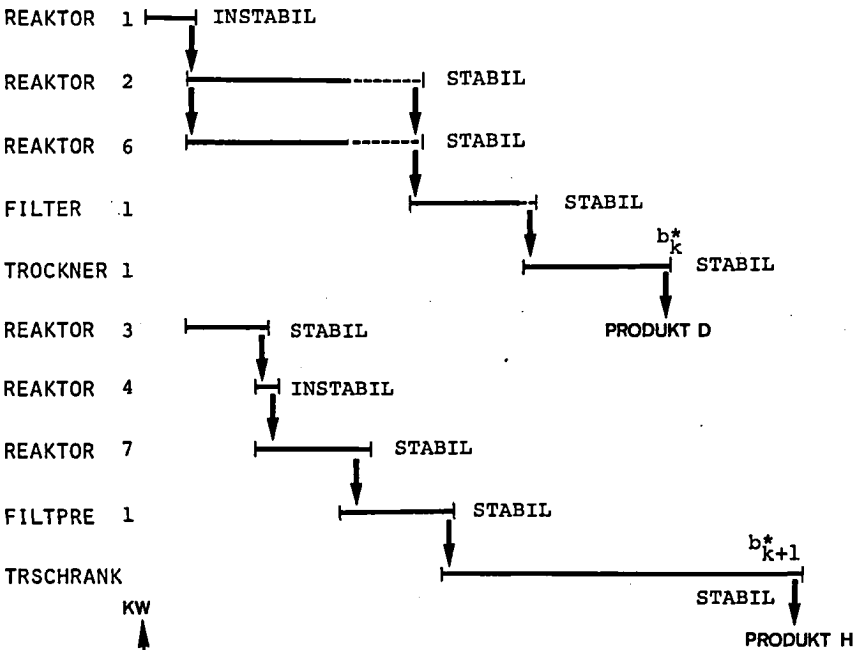 REAKTOR 1 INSTABIL
REAKTOR 2 STABIL
REAKTOR 6 STABIL
FILTER 1 STABIL
b*k
TROCKNER 1 STABIL
PRODUKT D
REAKTOR 3 STABIL
REAKTOR 4 INSTABIL
REAKTOR 7 STABIL
FILTPRE 1 STABIL
b*k+1
TRSCHRANK
STABIL
KW
PRODUKT H